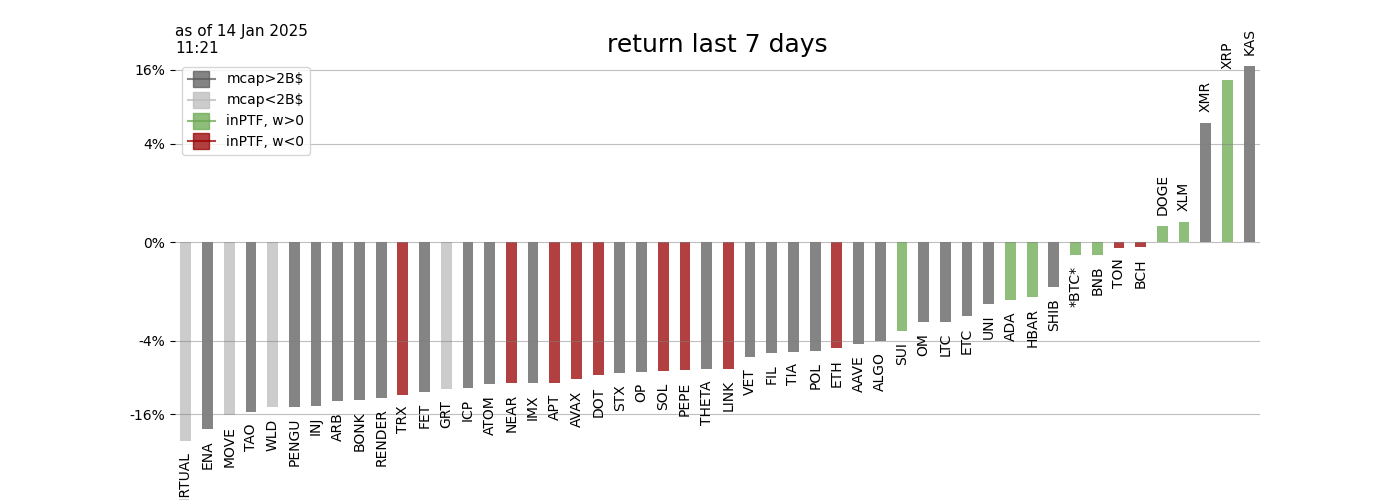 as of 14 Jan 2025
11:21
return last 7 days
16%
4%
0%
-4%
-16%
mcap>2B$
mcap<2B$
inPTF, w>0
inPTF, w<0
RTUAL
ENA
MOVE
TAO
WLD
PENGU
INJ
ARB
BONK
RENDER
TRX
FET
GRT
ICP
ATOM
NEAR
IMX
APT
AVAX
DOT
STX
OP
SOL
PEPE
THETA
LINK
VET
FIL
TIA
POL
ETH
AAVE
ALGO
SUI
OM
LTC
ETC
UNI
ADA
HBAR
SHIB
*BTC*
BNB
TON
BCH
DOGE
XLM
XMR
XRP
KAS